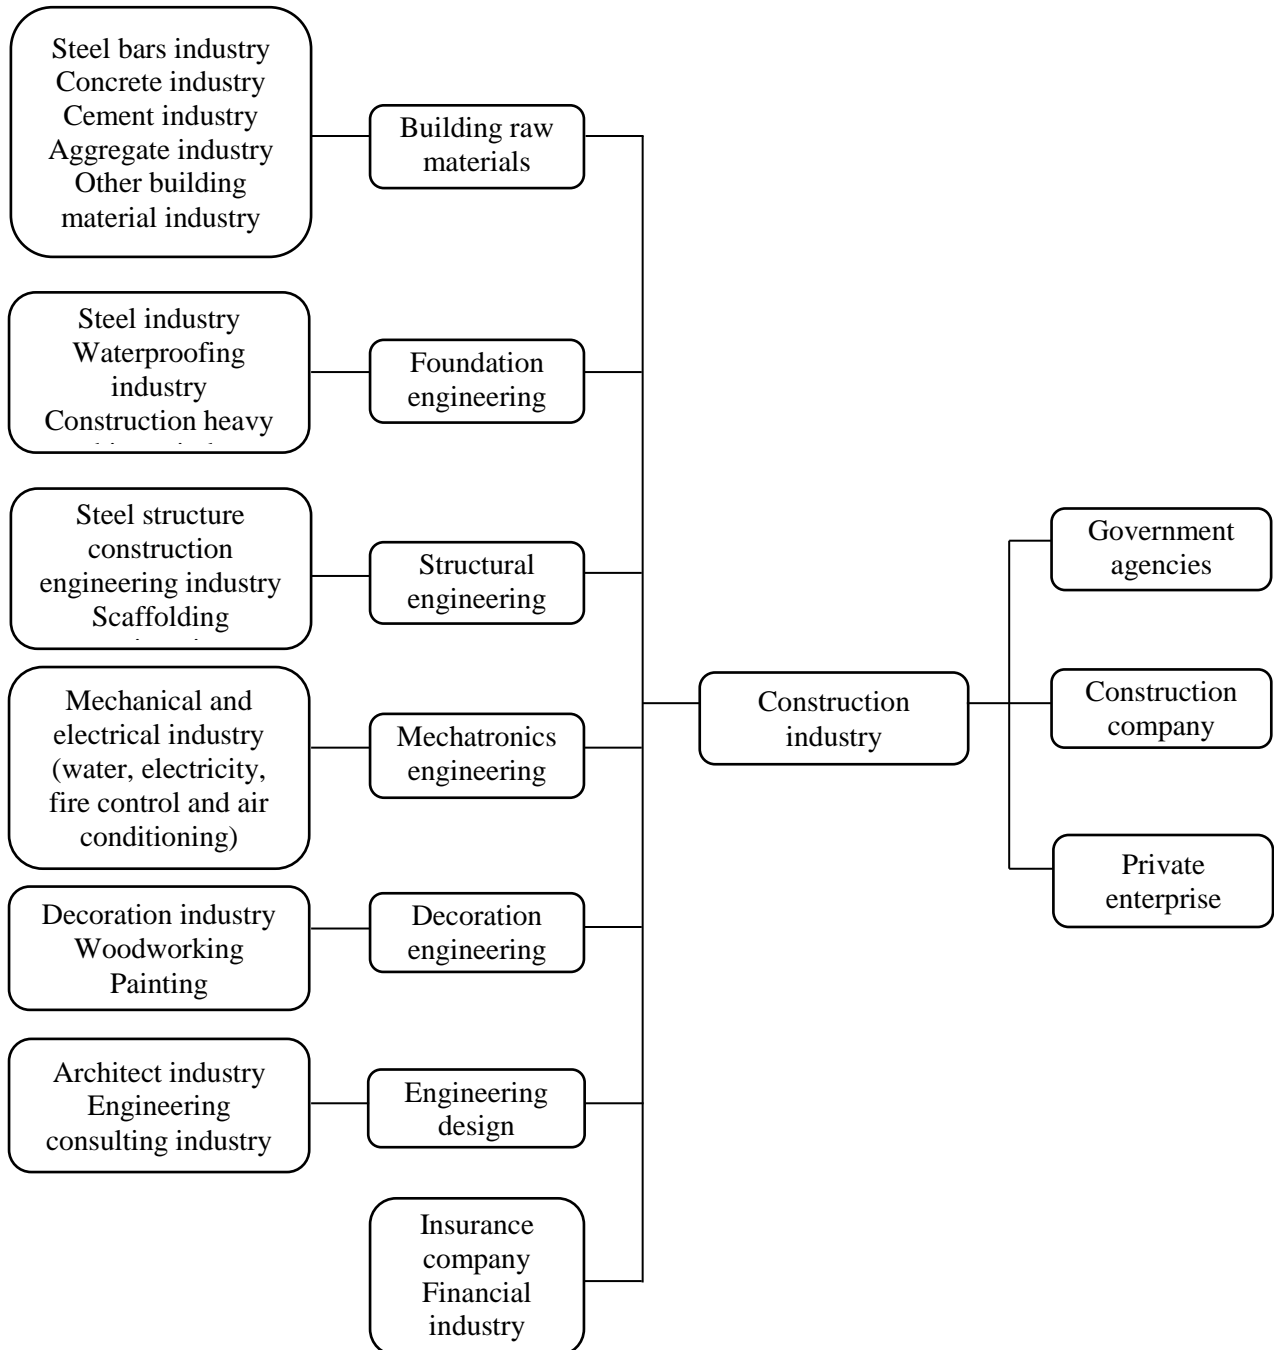 Steel bars industry
Concrete industry
Cement industry
Aggregate industry
Other building
material industry
Building raw
materials
Steel industry
Waterproofing
industry
Construction heavy
Foundation
engineering
Steel structure
construction
engineering industry
Scaffolding
Structural
engineering
Mechanical and
electrical industry
(water, electricity,
fire control and air
conditioning)
Mechatronics
engineering
Decoration industry
Woodworking
Painting
Decoration
engineering
Architect industry
Engineering
consulting industry
Engineering
design
Insurance
company
Financial
industry
Construction
industry
Government
agencies
Construction
company
Private
enterprise